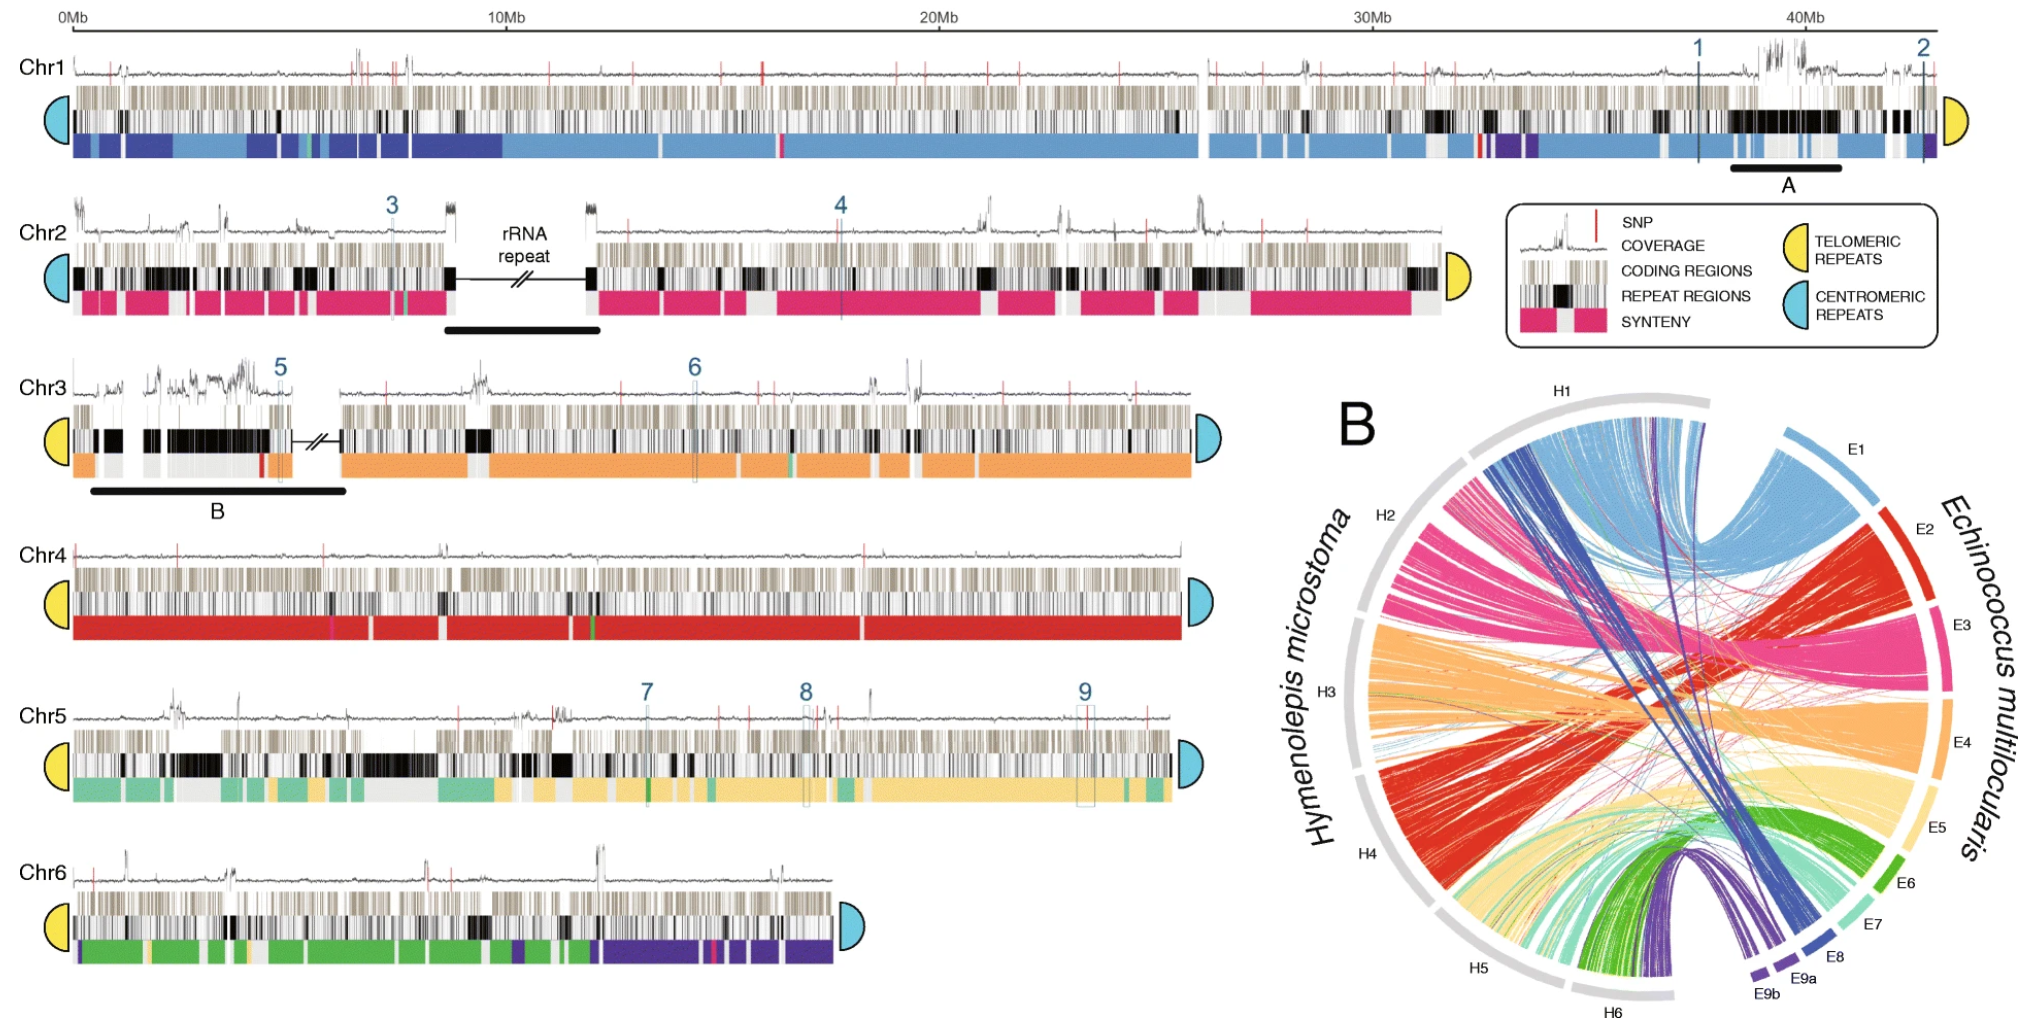 0Mb 10Mb 20Mb 30Mb 40Mb
Chr1
1 2
A
Chr2
3 4
rRNA
repeat
SNP
COVERAGE
CODING REGIONS
REPEAT REGIONS
SYNTENY
TELOMERIC
REPEATS
CENTROMERIC
REPEATS
Chr3
5 6
B
Chr4
Chr5
7 8 9
Chr6
B
Hymenolepis microstoma
H1
H2
H3
H4
H5
H6
Echinococcus multilocularis
E1
E2
E3
E4
E5
E6
E7
E8
E9a
E9b